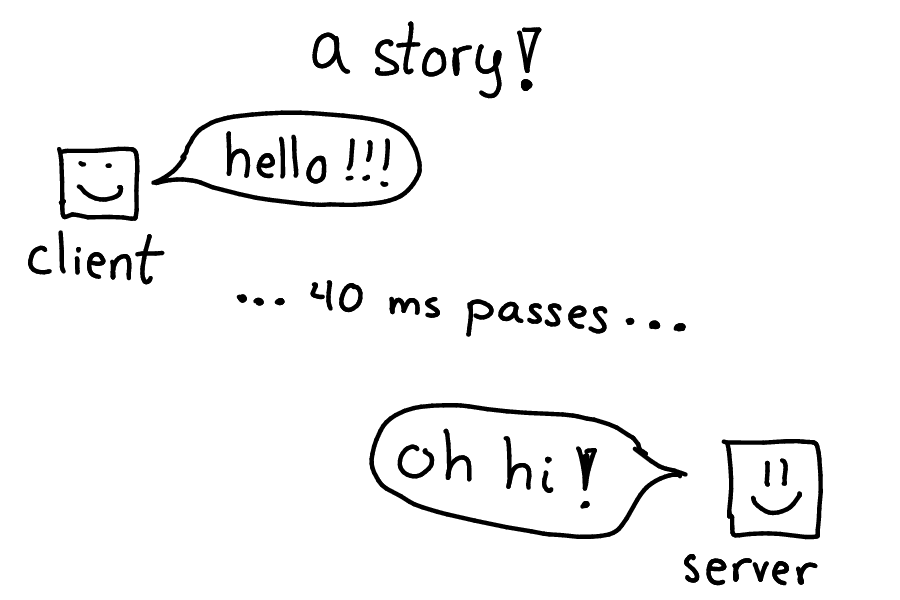 a story!
hello!!!
client
... 40 ms passes...
oh hi!
server